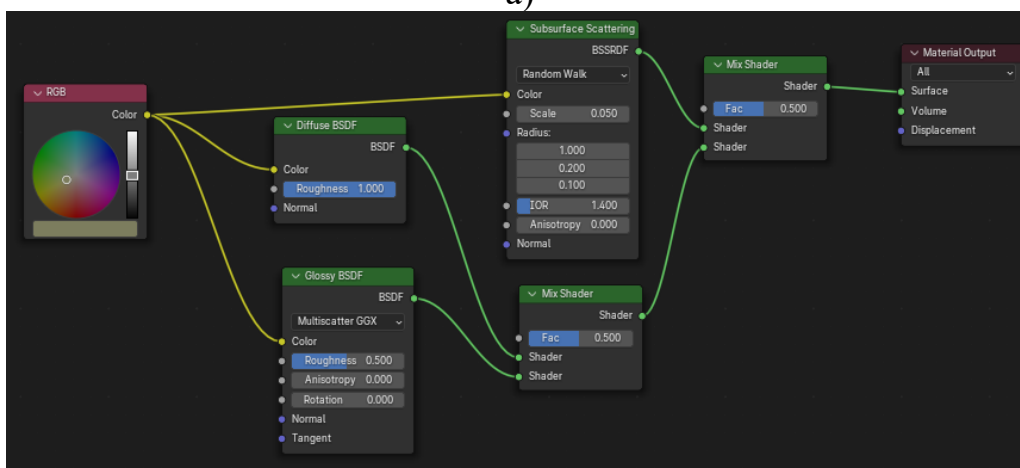 a)
RGB
Color
Diffuse BSDF
BSDF
Color
Roughness 1.000
Normal
Glossy BSDF
BSDF
Multiscatter GGX
Color
Roughness 0.500
Anisotropy 0.000
Rotation 0.000
Normal
Tangent
Subsurface Scattering
BSSRDF
Random Walk
Color
Scale 0.050
Radius:
1.000
0.200
0.100
IOR 1.400
Anisotropy 0.000
Normal
Mix Shader
Shader
Fac 0.500
Shader
Shader
Mix Shader
Shader
Fac 0.500
Shader
Shader
Material Output
All
Surface
Volume
Displacement